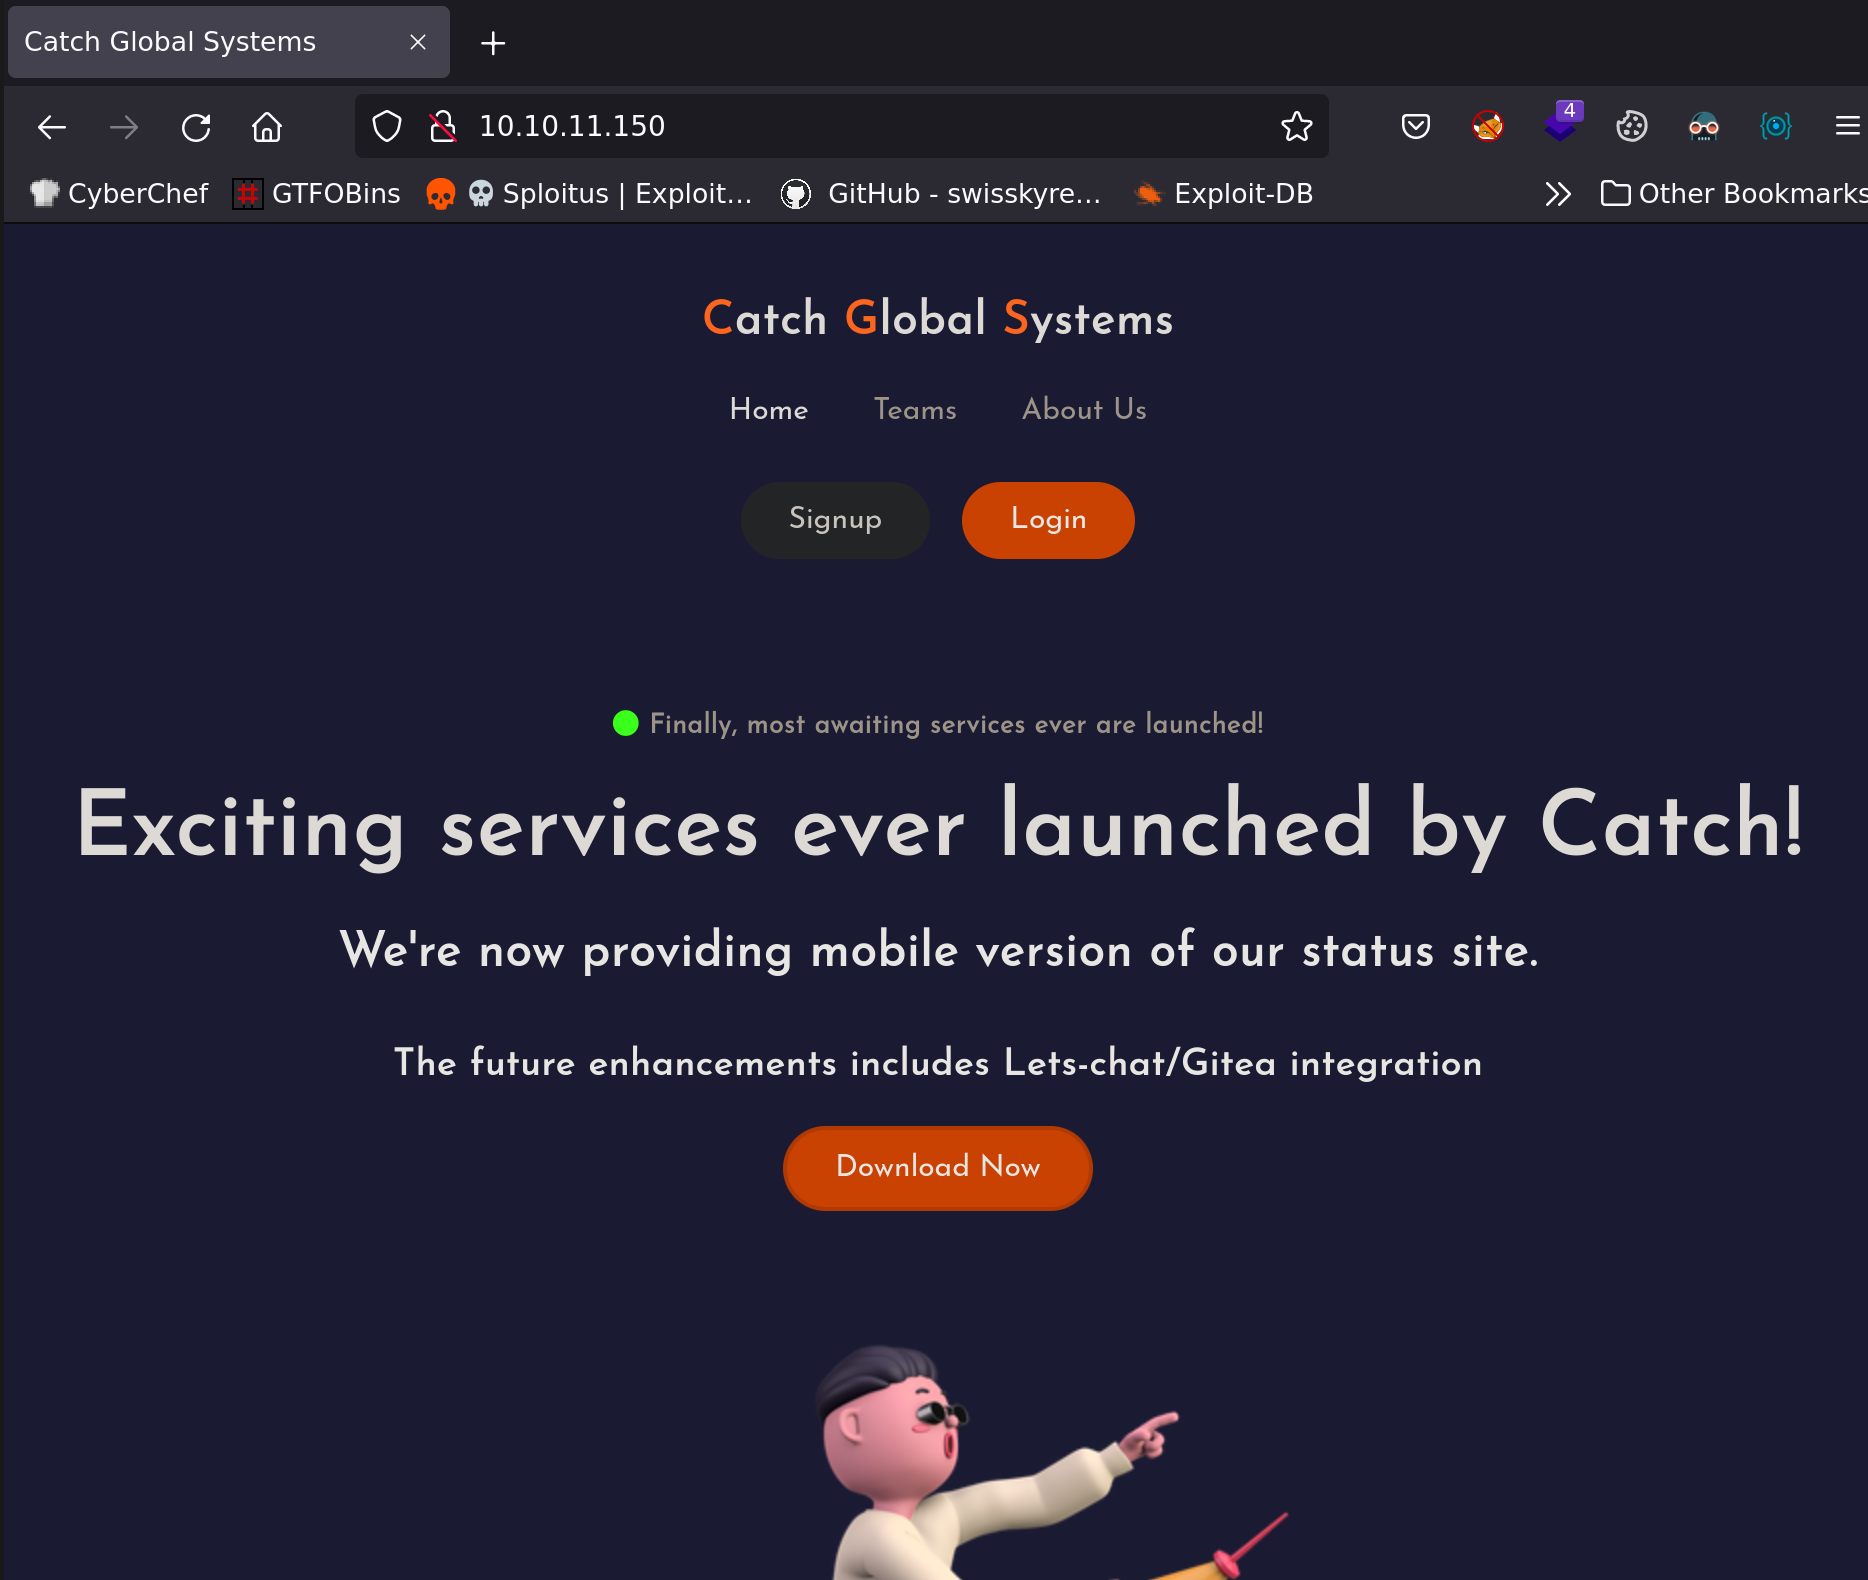 Catch Global Systems
10.10.11.150
4
CyberChef GTFOBins Sploitus | Exploit... GitHub - swisskyre... Exploit-DB Other Bookmarks
Catch Global Systems
Home Teams About Us
Signup Login
Finally, most awaiting services ever are launched!
Exciting services ever launched by Catch!
We're now providing mobile version of our status site.
The future enhancements includes Lets-chat/Gitea integration
Download Now